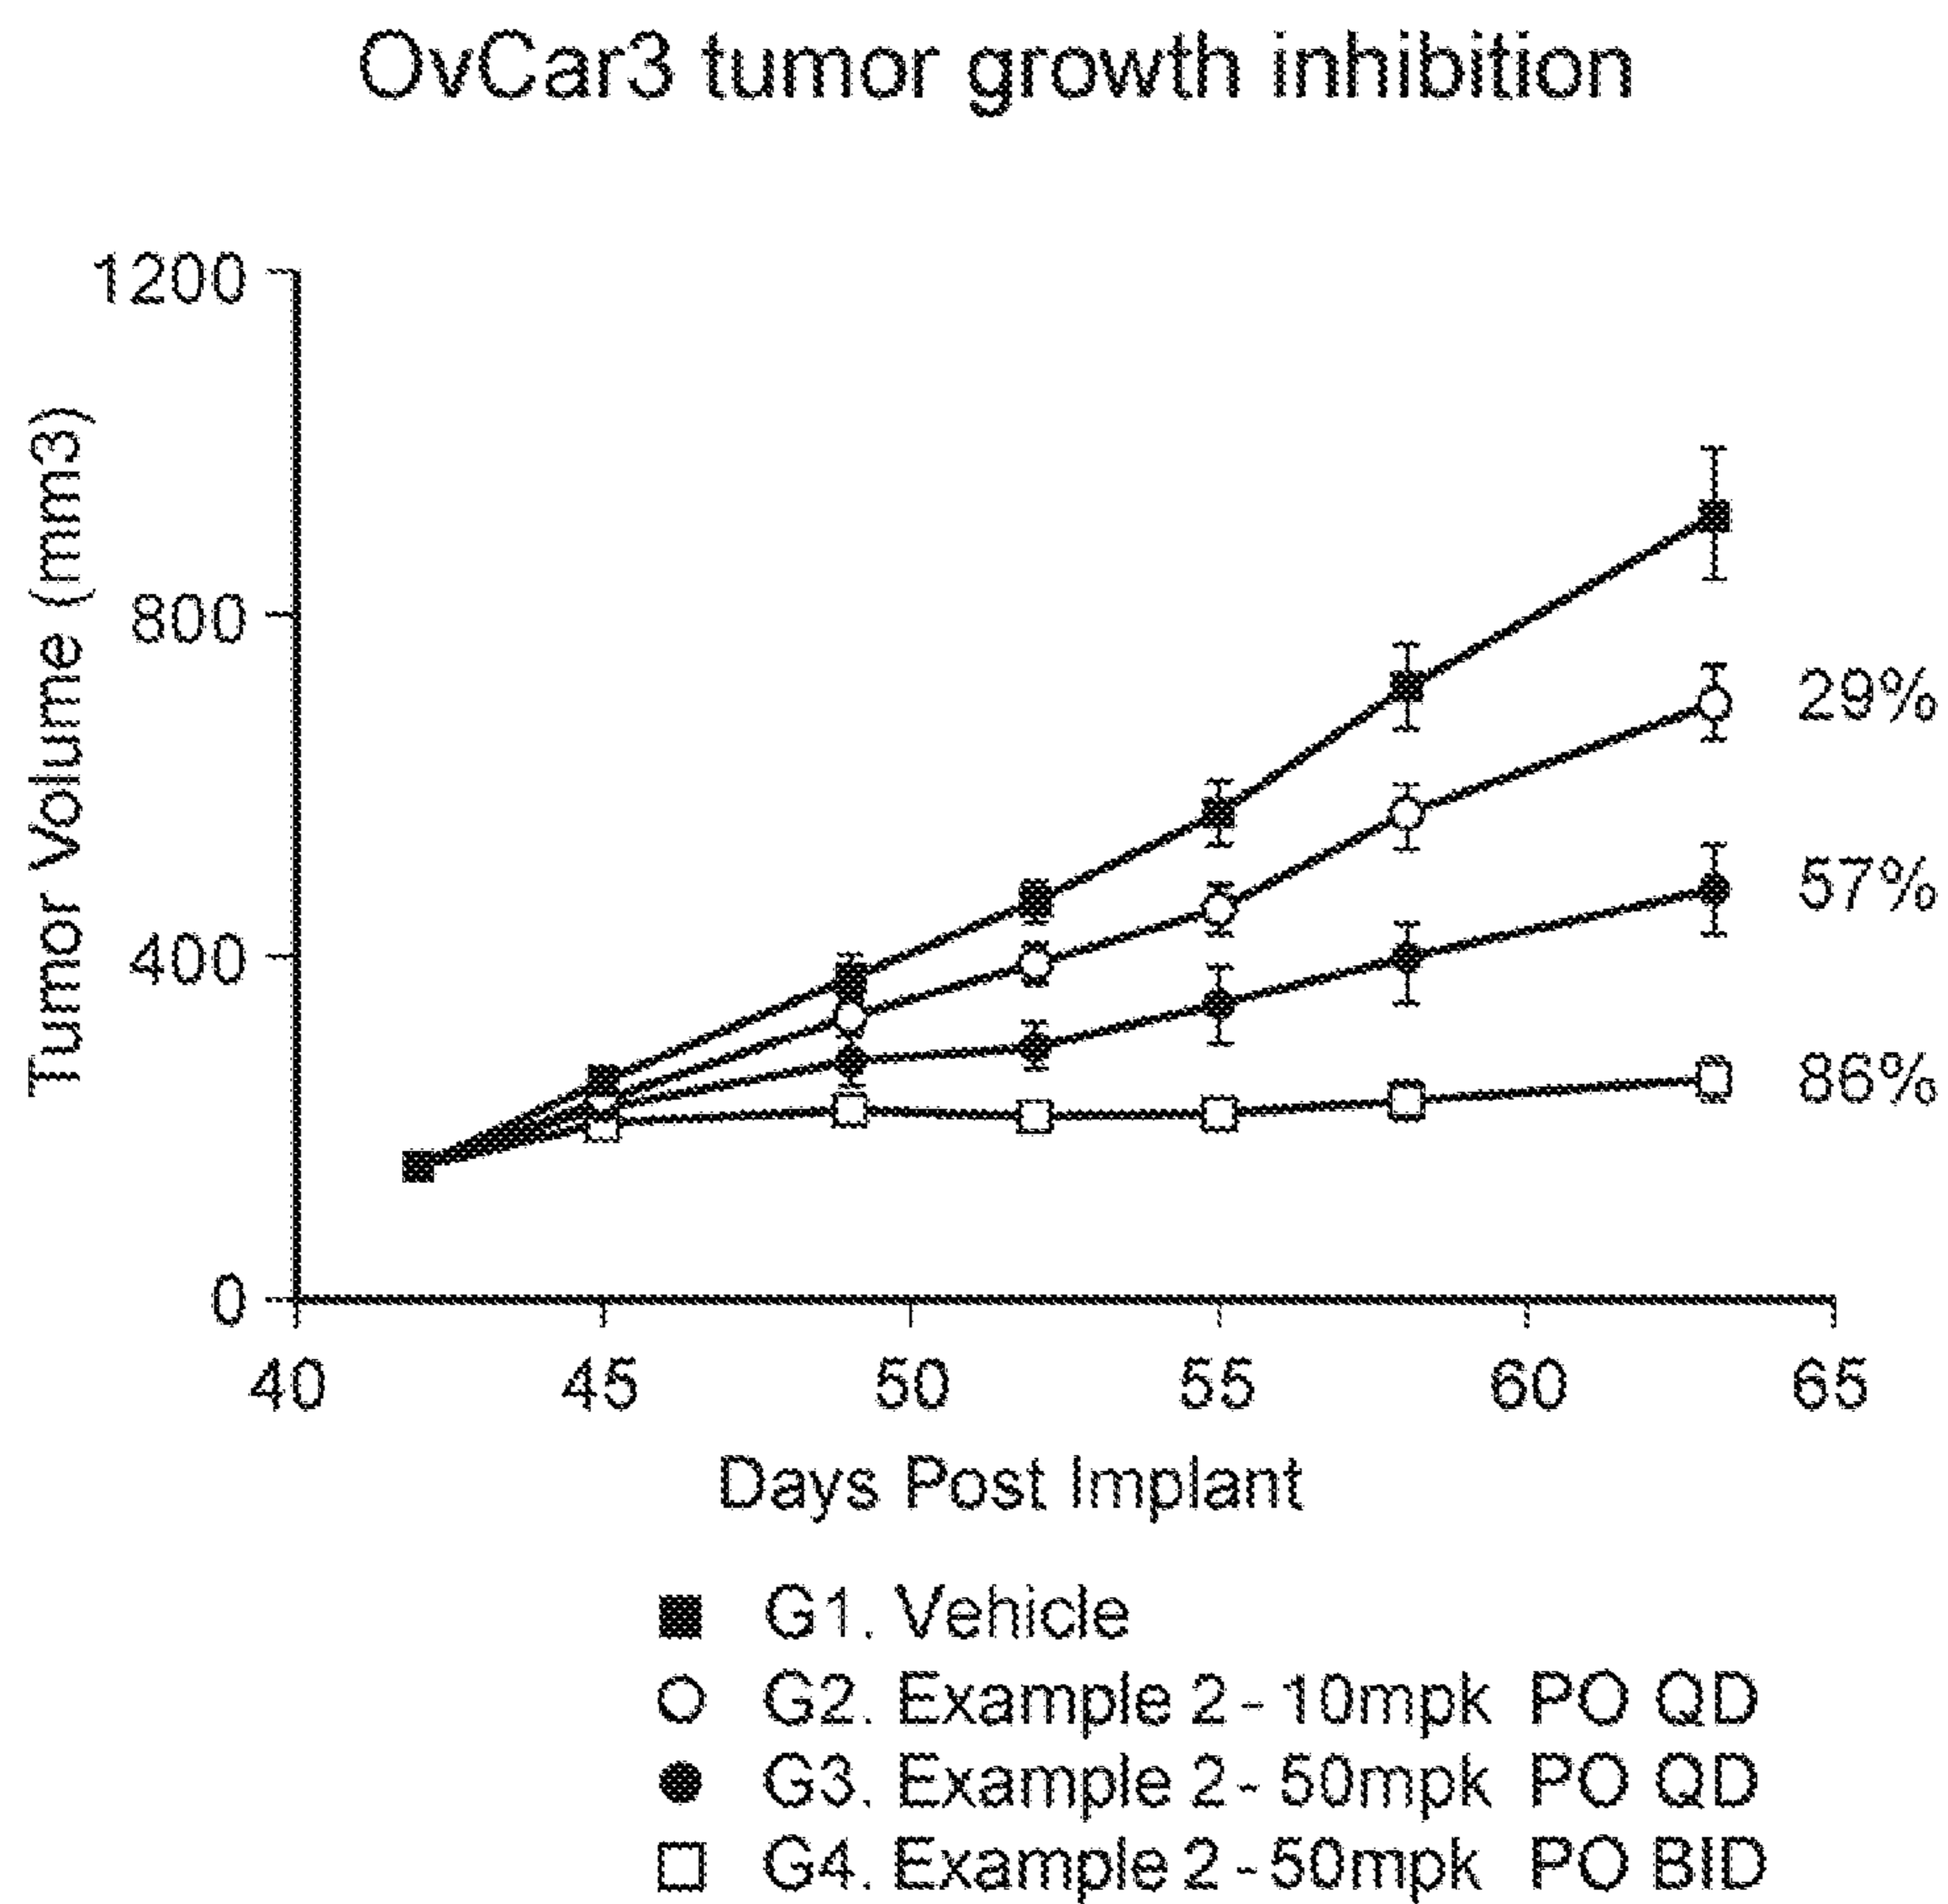 OvCar3 tumor growth inhibition
Tumor Volume (mm3)
1200
800
400
0
29%
57%
86%
40 45 50 55 60 65
Days Post Implant
G1. Vehicle
G2. Example 2 - 10mpk PO QD
G3. Example 2 - 50mpk PO QD
G4. Example 2 - 50mpk PO BID